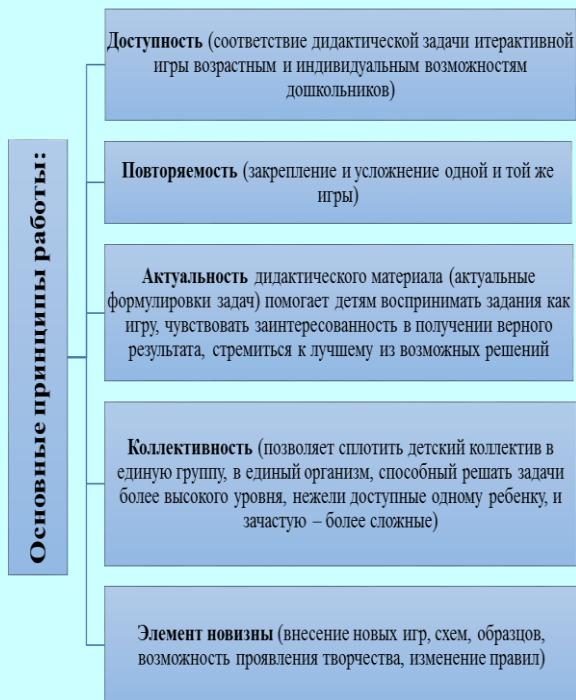 Основные принципы работы:
Доступность (соответствие дидактической задачи итерактивной
игры возрастным и индивидуальным возможностям
дошкольников)
Повторяемость (закрепление и усложнение одной и той же
игры)
Актуальность дидактического материала (актуальные
формулировки задач) помогает детям воспринимать задания как
игру, чувствовать заинтересованность в получении верного
результата, стремиться к лучшему из возможных решений
Коллективность (позволяет сплотить детский коллектив в
единую группу, в единый организм, способный решать задачи
более высокого уровня, нежели доступные одному ребенку, и
зачастую – более сложные)
Элемент новизны (внесение новых игр, схем, образцов,
возможность проявления творчества, изменение правил)